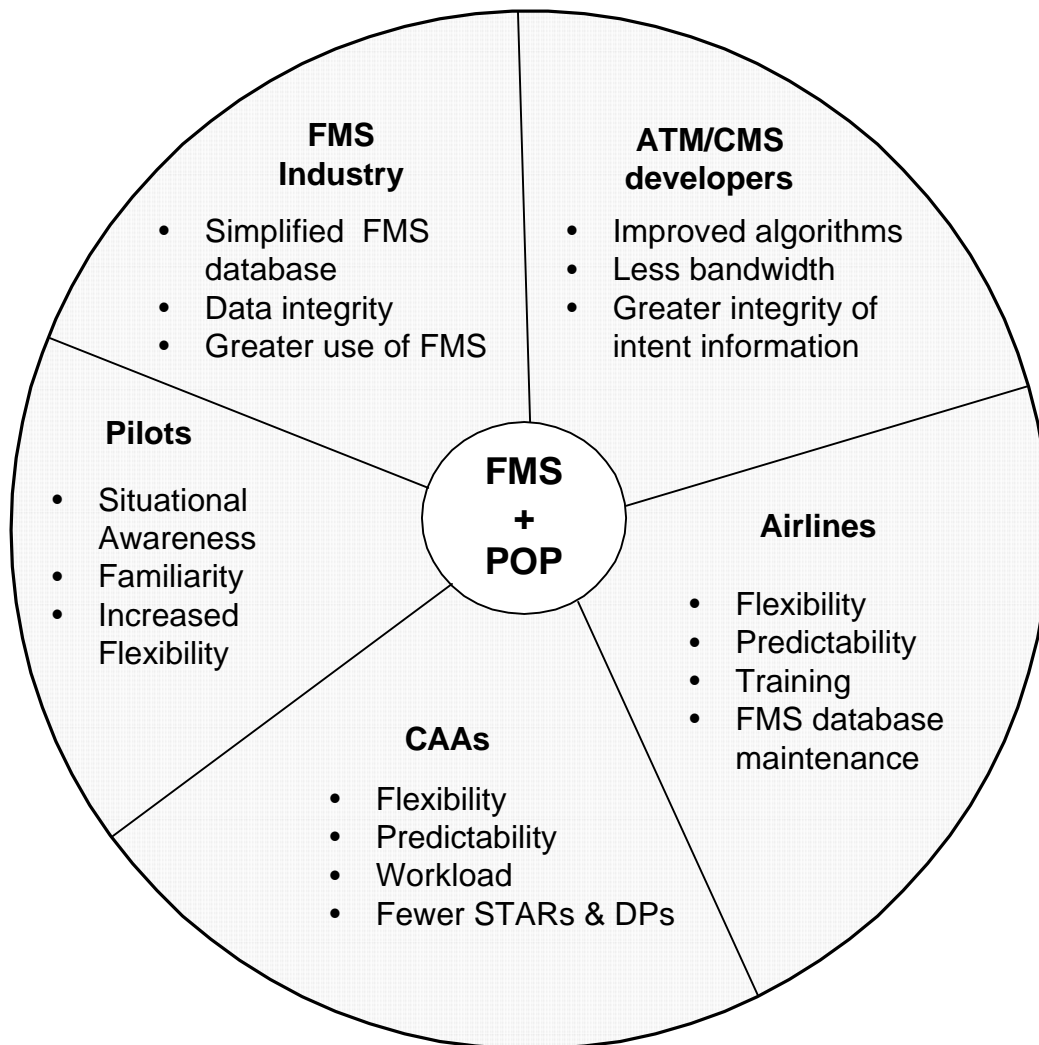 FMS
Industry
• Simplified FMS
database
• Data integrity
• Greater use of FMS
ATM/CMS
developers
• Improved algorithms
• Less bandwidth
• Greater integrity of
intent information
Pilots
• Situational
Awareness
• Familiarity
• Increased
Flexibility
FMS
+
POP
Airlines
• Flexibility
• Predictability
• Training
• FMS database
maintenance
CAAs
• Flexibility
• Predictability
• Workload
• Fewer STARs & DPs